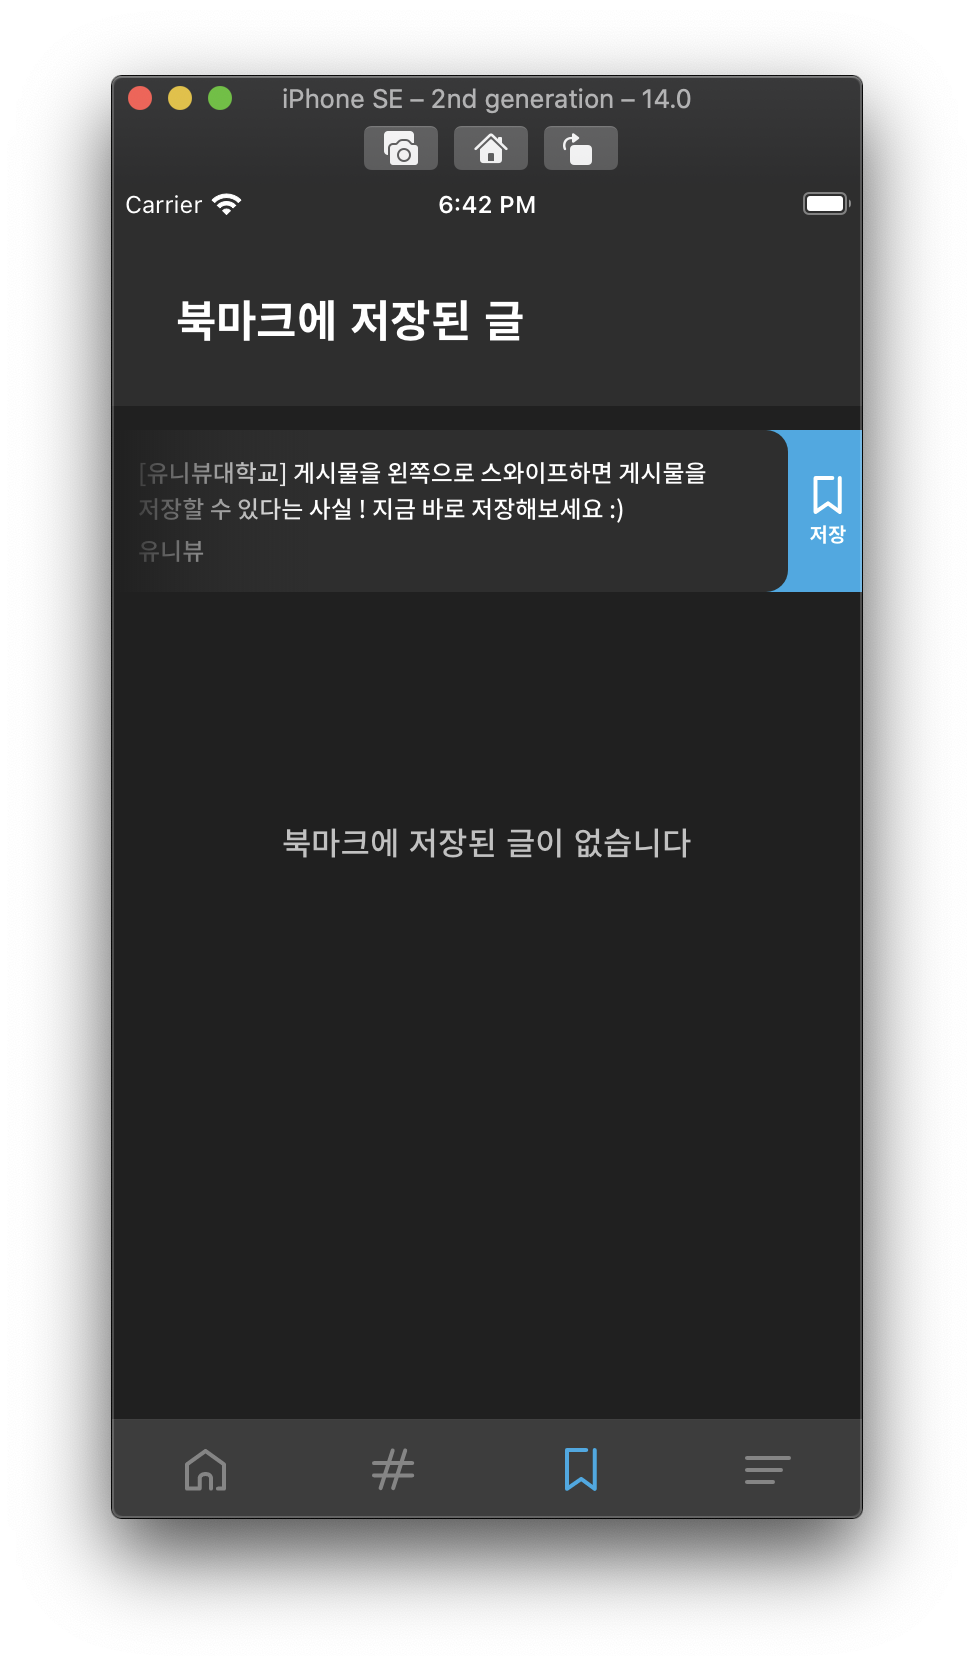 iPhone SE – 2nd generation – 14.0
Carrier 6:42 PM
북마크에 저장된 글
[유니뷰대학교] 게시물을 왼쪽으로 스와이프하면 게시물을
저장할 수 있다는 사실 ! 지금 바로 저장해보세요 :)
유니뷰
저장
북마크에 저장된 글이 없습니다